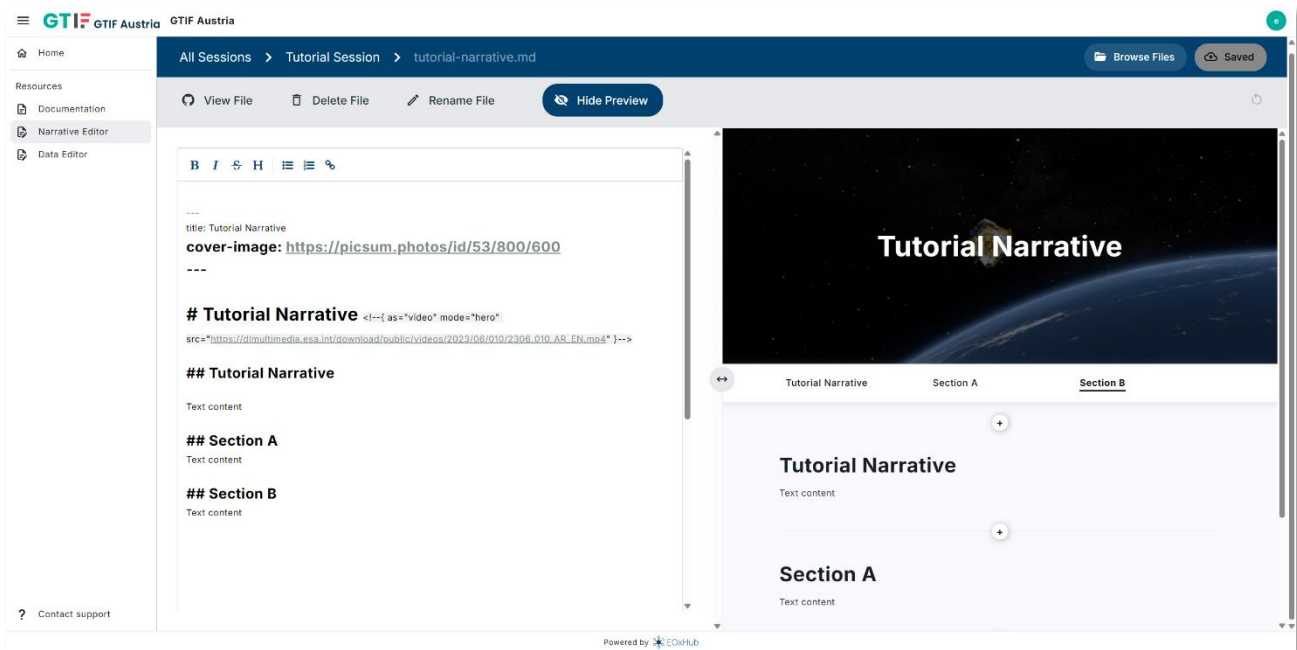 GTIF GTIF Austria GTIF Austria e
Home
Resources
Documentation
Narrative Editor
Data Editor
? Contact support
All Sessions > Tutorial Session > tutorial-narrative.md
Browse Files
Saved
View File Delete File Rename File Hide Preview
B I S H
---
title: Tutorial Narrative
cover-image: https://picsum.photos/id/53/800/600
---
# Tutorial Narrative <!--{ as="video" mode="hero"
src="https://dlmultimedia.esa.int/download/public/videos/2023/06/010/2306_010_AR_EN.mp4" }-->
## Tutorial Narrative
Text content
## Section A
Text content
## Section B
Text content
Tutorial Narrative
Tutorial Narrative Section A Section B
+
Tutorial Narrative
Text content
+
Section A
Text content
Powered by EOxHub